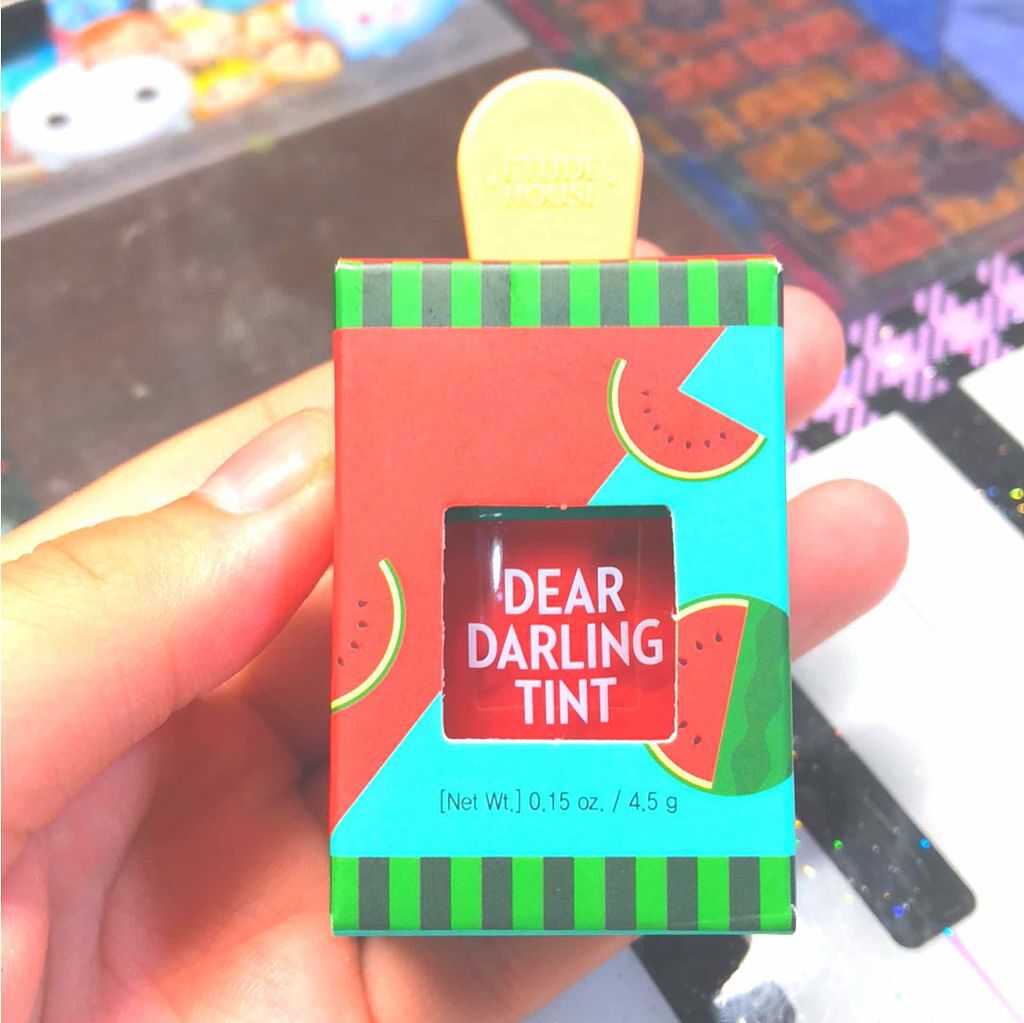 ETUDE
HOUSE
DEAR
DARLING
TINT
[Net Wt.] 0.15 oz. / 4.5 g